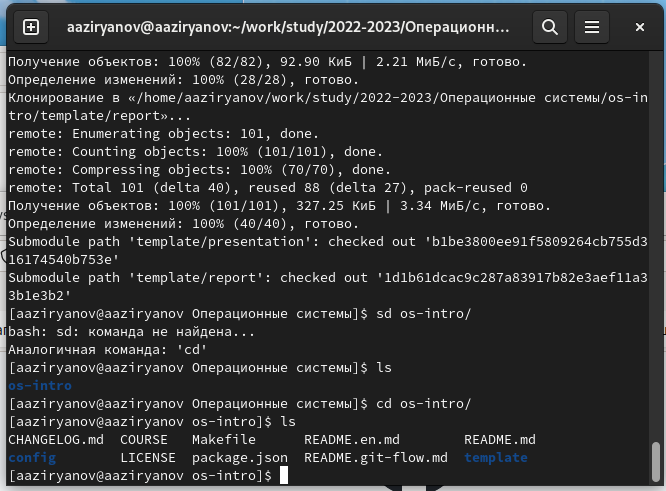 aaziryanov@aaziryanov:~/work/study/2022-2023/Операционн...
Получение объектов: 100% (82/82), 92.90 КиБ | 2.21 МиБ/с, готово.
Определение изменений: 100% (28/28), готово.
Клонирование в «/home/aaziryanov/work/study/2022-2023/Операционные системы/os-in
tro/template/report»...
remote: Enumerating objects: 101, done.
remote: Counting objects: 100% (101/101), done.
remote: Compressing objects: 100% (70/70), done.
remote: Total 101 (delta 40), reused 88 (delta 27), pack-reused 0
Получение объектов: 100% (101/101), 327.25 КиБ | 3.34 МиБ/с, готово.
Определение изменений: 100% (40/40), готово.
Submodule path 'template/presentation': checked out 'b1be3800ee91f5809264cb755d3
16174540b753e'
Submodule path 'template/report': checked out '1d1b61dcac9c287a83917b82e3aef11a3
3b1e3b2'
[aaziryanov@aaziryanov Операционные системы]$ sd os-intro/
bash: sd: команда не найдена...
Аналогичная команда: 'cd'
[aaziryanov@aaziryanov Операционные системы]$ ls
os-intro
[aaziryanov@aaziryanov Операционные системы]$ cd os-intro/
[aaziryanov@aaziryanov os-intro]$ ls
CHANGELOG.md  COURSE   Makefile      README.en.md        README.md
config        LICENSE  package.json  README.git-flow.md  template
[aaziryanov@aaziryanov os-intro]$